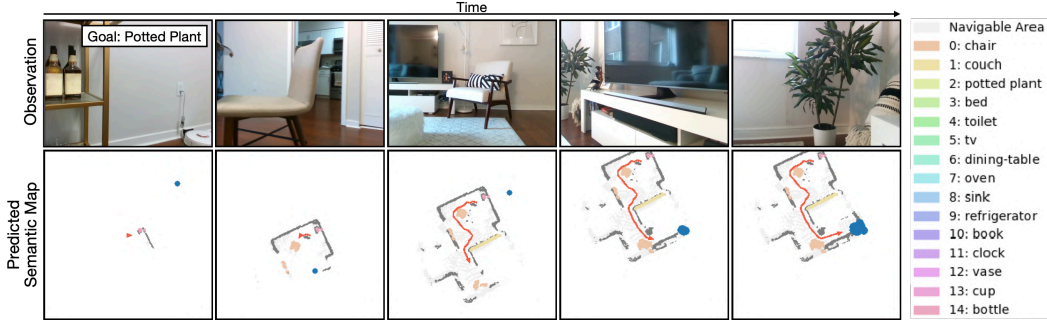 Time
Goal: Potted Plant
Observation
Predicted
Semantic Map
Navigable Area
0: chair
1: couch
2: potted plant
3: bed
4: toilet
5: tv
6: dining-table
7: oven
8: sink
9: refrigerator
10: book
11: clock
12: vase
13: cup
14: bottle